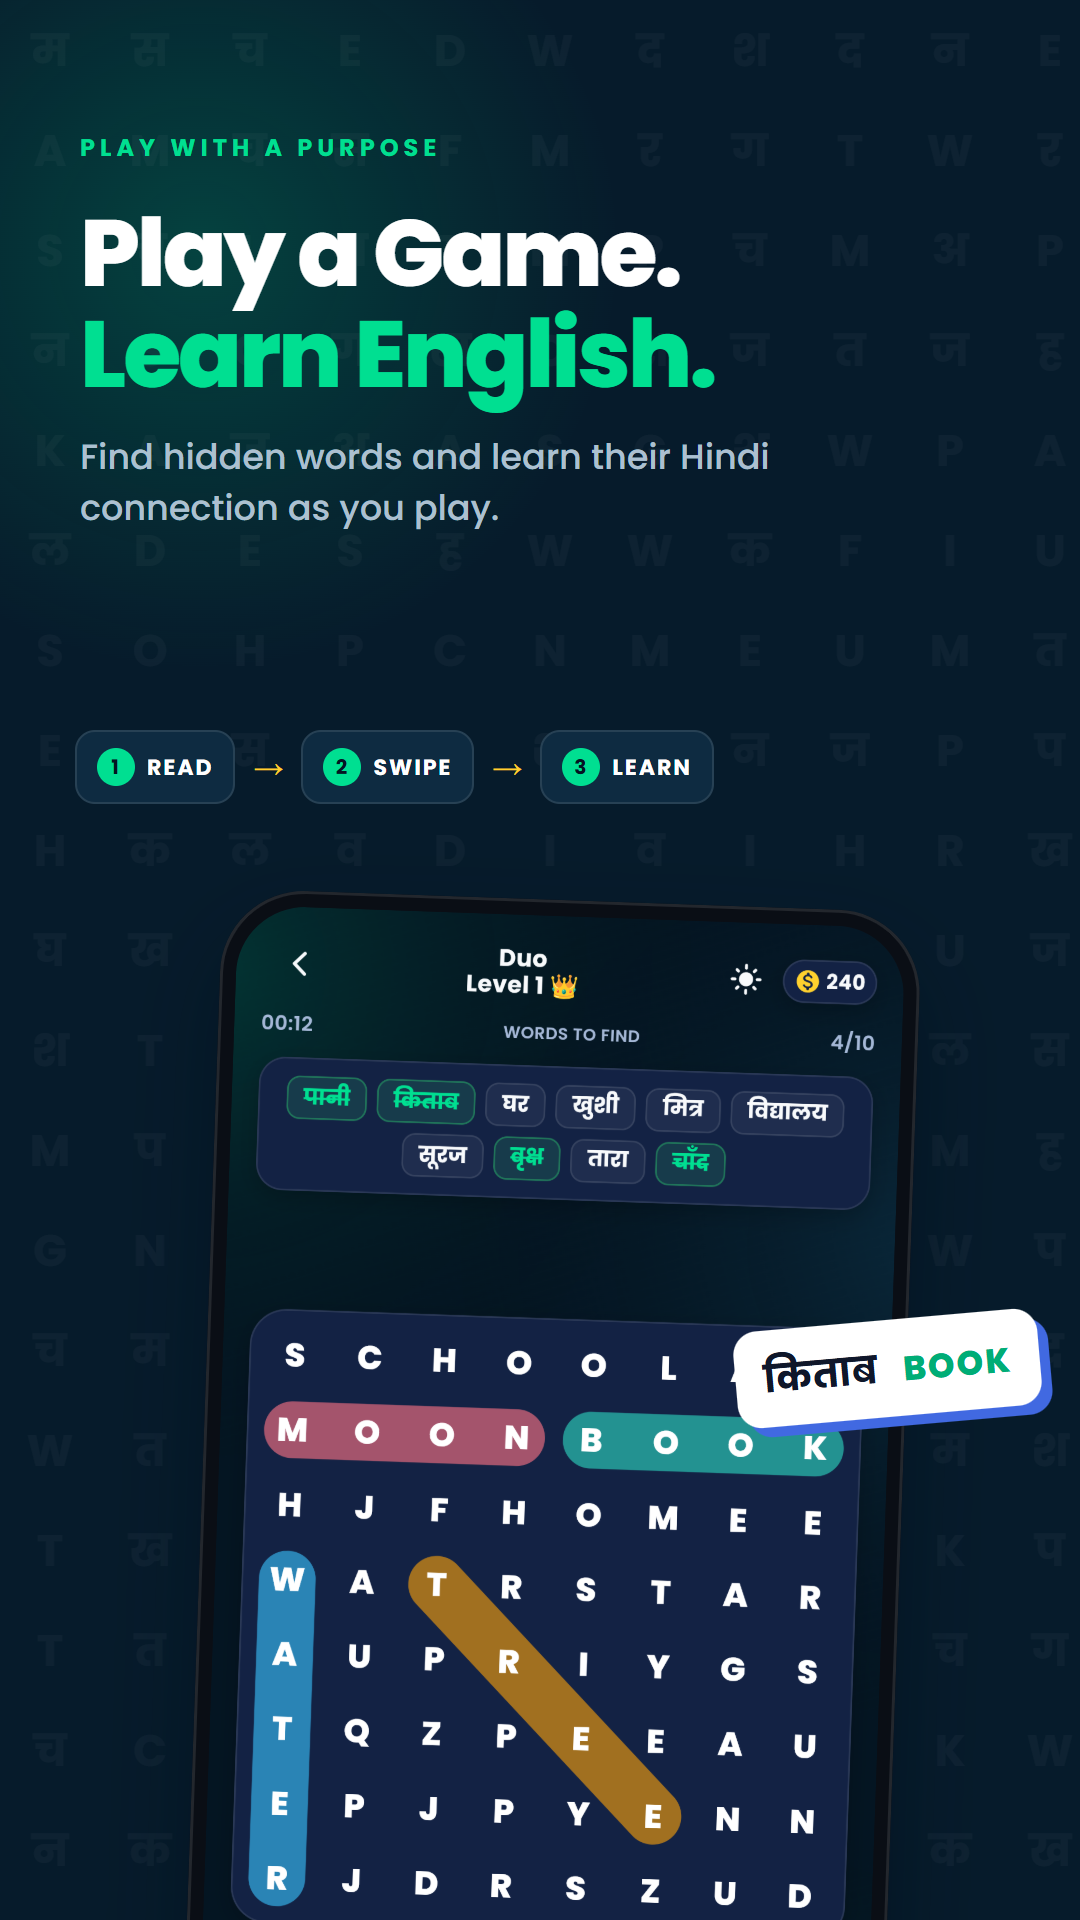 PLAY WITH A PURPOSE
Play a Game.
Learn English.
Find hidden words and learn their Hindi
connection as you play.
1 READ → 2 SWIPE → 3 LEARN
Duo
Level 1 👑
$ 240
00:12 WORDS TO FIND 4/10
पानी किताब घर खुशी मित्र विद्यालय
सूरज वृक्ष तारा चाँद
S C H O O L
किताब BOOK
M O O N B O O K
H J F H O M E E
W A T R S T A R
A U P R I Y G S
T Q Z P E E A U
E P J P Y E N N
R J D R S Z U D